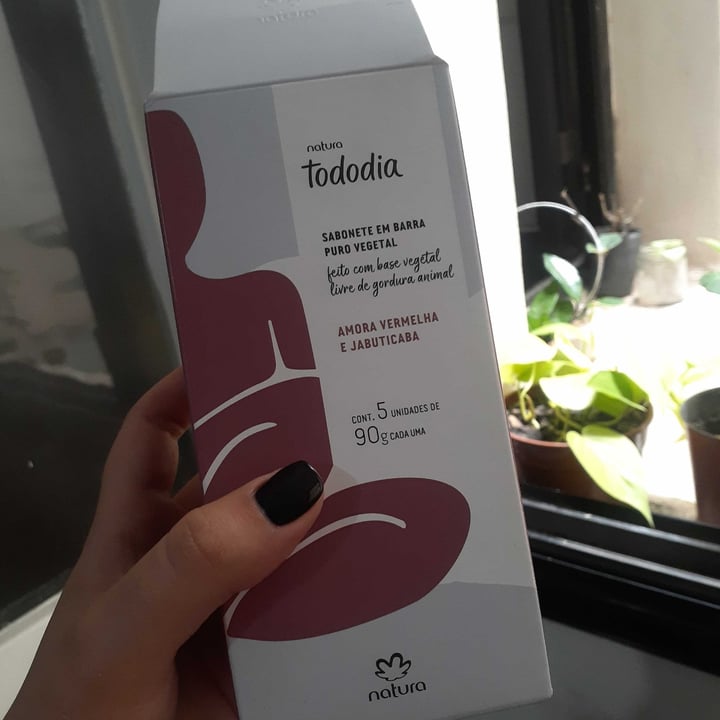 natura
natura
tododia
SABONETE EM BARRA
PURO VEGETAL
feito com base vegetal
livre de gordura animal
AMORA VERMELHA
E JABUTICABA
CONT. 5 UNIDADES DE
90g CADA UMA
natura